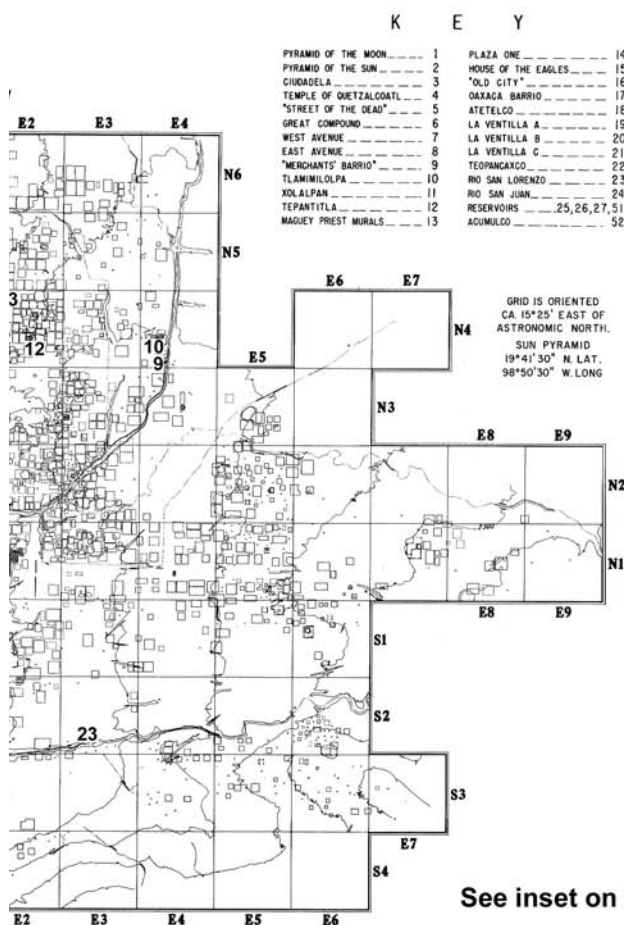 K E Y
PYRAMID OF THE MOON 1
PYRAMID OF THE SUN 2
CIUDADELA 3
TEMPLE OF QUETZALCOATL 4
"STREET OF THE DEAD" 5
GREAT COMPOUND 6
WEST AVENUE 7
EAST AVENUE 8
"MERCHANTS' BARRIO" 9
TLAMIMILOLPA 10
XOLALPAN 11
TEPANTITLA 12
MAGUEY PRIEST MURALS 13
PLAZA ONE 14
HOUSE OF THE EAGLES 15
"OLD CITY" 16
OAXACA BARRIO 17
ATETELCO 18
LA VENTILLA A 19
LA VENTILLA B 20
LA VENTILLA C 21
TEOPANCAXCO 22
RIO SAN LORENZO 23
RIO SAN JUAN 24
RESERVOIRS 25,26,27,51
ACUMULCO 52
E2 E3 E4
N6
N5
E6 E7
GRID IS ORIENTED
CA. 15°25' EAST OF
ASTRONOMIC NORTH.
SUN PYRAMID
19°41'30" N. LAT.
98°50'30" W. LONG
3
12
10
9
N4
E5
N3
E8 E9
N2
2300
N1
E8 E9
S1
S2
23
S3
E7
S4
See inset on
E2 E3 E4 E5 E6